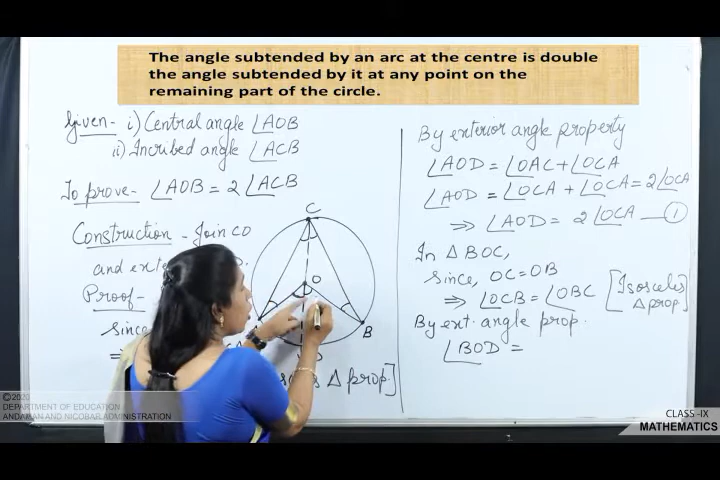 The angle subtended by an arc at the centre is double
the angle subtended by it at any point on the
remaining part of the circle.
Given- i) Central angle ∠AOB
ii) Incribed angle ∠ACB
To prove- ∠AOB = 2∠ACB
Construction - Join CO
and exte
Proof-
since
C
O
B
D
Δ prop]
By exterior angle property
∠AOD = ∠OAC + ∠OCA
∠AOD = ∠OCA + ∠OCA = 2∠OCA
⇒ ∠AOD = 2∠OCA —①
In Δ BOC,
since, OC = OB
⇒ ∠OCB = ∠OBC [Isosceles Δ prop]
By ext. angle prop.
∠BOD =
©2020
DEPARTMENT OF EDUCATION
ANDAMAN AND NICOBAR ADMINISTRATION
CLASS -IX
MATHEMATICS